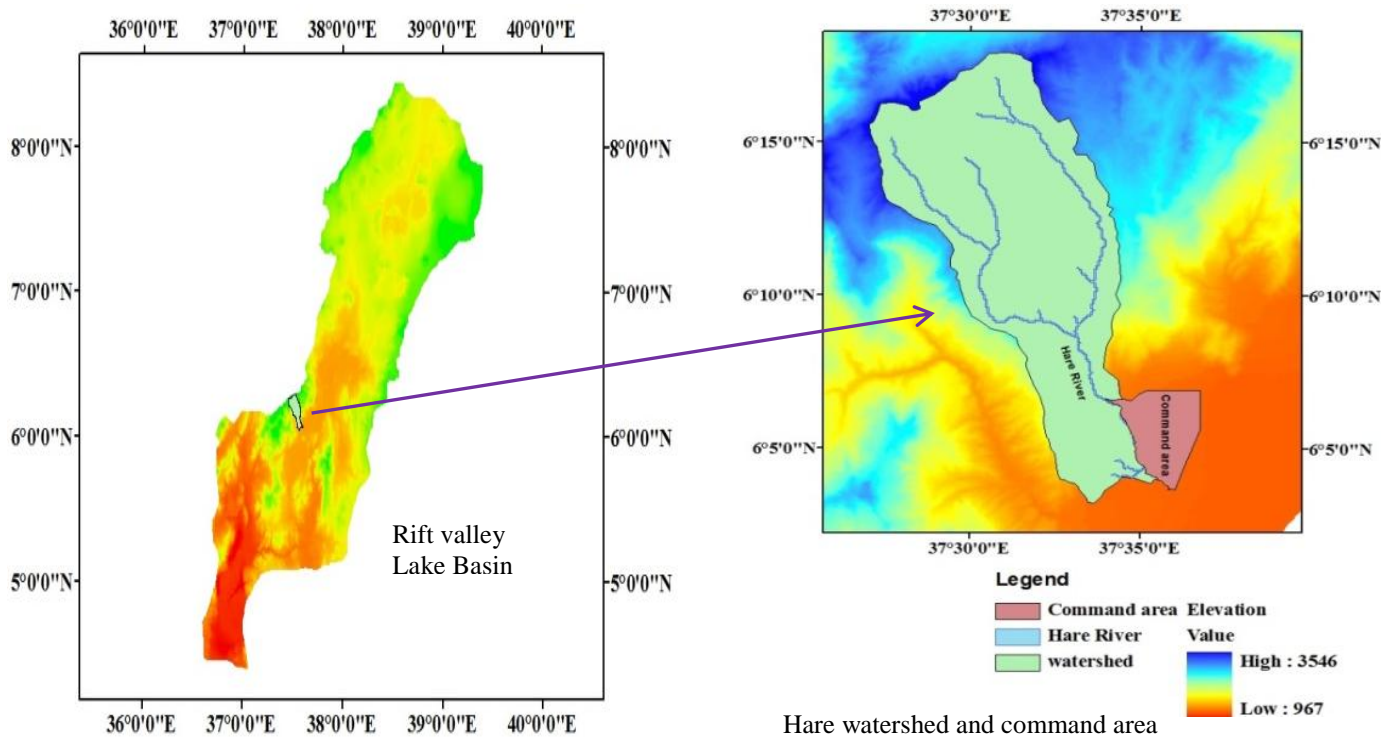 36°0'0"E 37°0'0"E 38°0'0"E 39°0'0"E 40°0'0"E
8°0'0"N 8°0'0"N
7°0'0"N 7°0'0"N
6°0'0"N 6°0'0"N
5°0'0"N 5°0'0"N
Rift valley
Lake Basin
36°0'0"E 37°0'0"E 38°0'0"E 39°0'0"E 40°0'0"E
37°30'0"E 37°35'0"E
6°15'0"N 6°15'0"N
6°10'0"N 6°10'0"N
Hare River
Command area
6°5'0"N 6°5'0"N
37°30'0"E 37°35'0"E
Legend
Command area Elevation
Hare River Value
watershed High : 3546
Low : 967
Hare watershed and command area